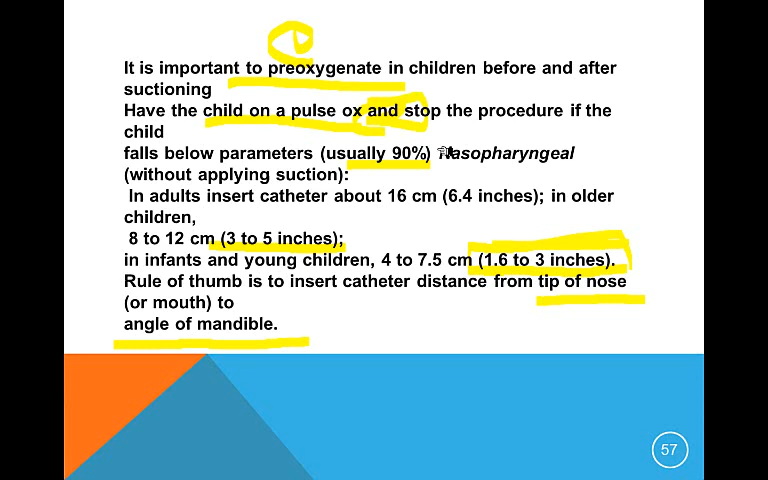 It is important to preoxygenate in children before and after
suctioning
Have the child on a pulse ox and stop the procedure if the
child
falls below parameters (usually 90%) Nasopharyngeal
(without applying suction):
In adults insert catheter about 16 cm (6.4 inches); in older
children,
8 to 12 cm (3 to 5 inches);
in infants and young children, 4 to 7.5 cm (1.6 to 3 inches).
Rule of thumb is to insert catheter distance from tip of nose
(or mouth) to
angle of mandible.
57